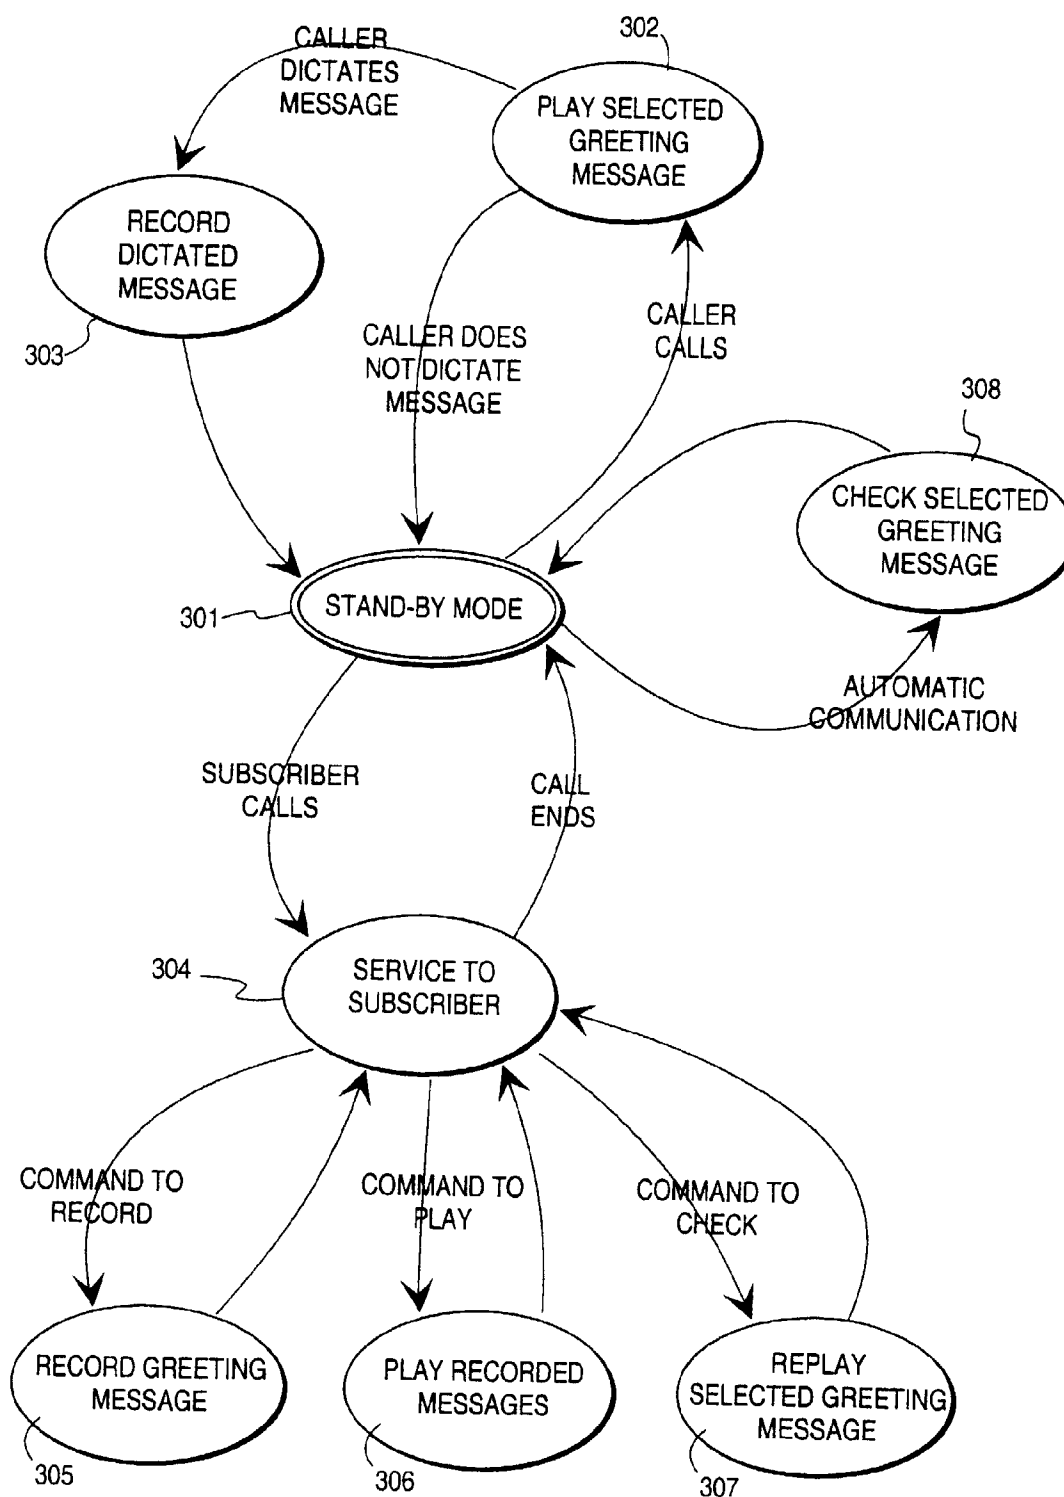 302
CALLER
DICTATES
MESSAGE
PLAY SELECTED
GREETING
MESSAGE
RECORD
DICTATED
MESSAGE
303
CALLER DOES
NOT DICTATE
MESSAGE
CALLER
CALLS
308
CHECK SELECTED
GREETING
MESSAGE
301
STAND-BY MODE
AUTOMATIC
COMMUNICATION
SUBSCRIBER
CALLS
CALL
ENDS
304
SERVICE TO
SUBSCRIBER
COMMAND TO
RECORD
COMMAND TO
PLAY
COMMAND TO
CHECK
RECORD GREETING
MESSAGE
PLAY RECORDED
MESSAGES
REPLAY
SELECTED GREETING
MESSAGE
305
306
307